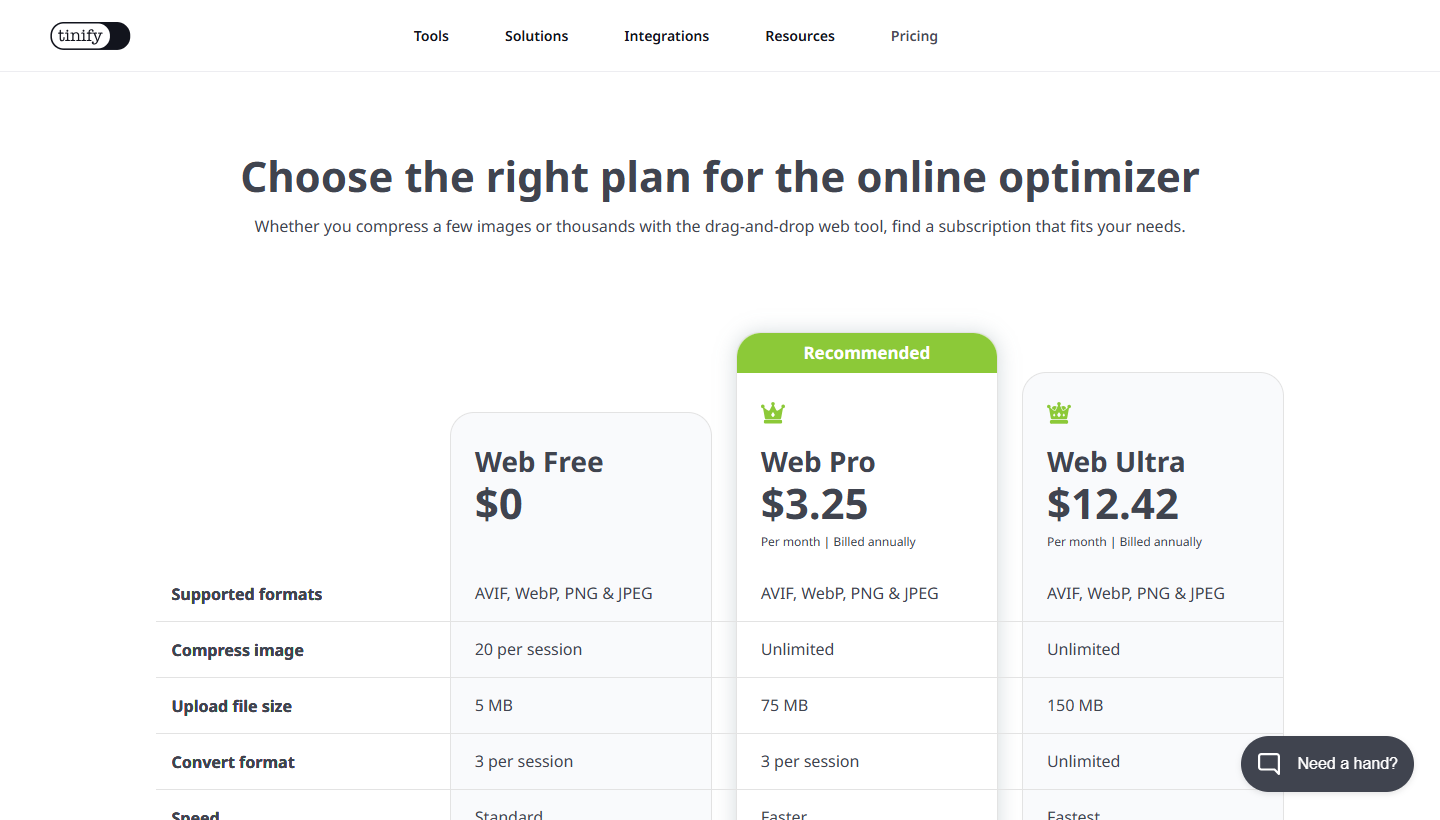 tinify
Tools Solutions Integrations Resources Pricing
Choose the right plan for the online optimizer
Whether you compress a few images or thousands with the drag-and-drop web tool, find a subscription that fits your needs.
Recommended
Web Free Web Pro Web Ultra
$0 $3.25 $12.42
Per month | Billed annually Per month | Billed annually
Supported formats AVIF, WebP, PNG & JPEG AVIF, WebP, PNG & JPEG AVIF, WebP, PNG & JPEG
Compress image 20 per session Unlimited Unlimited
Upload file size 5 MB 75 MB 150 MB
Convert format 3 per session 3 per session Unlimited
Need a hand?
Speed Standard Faster Fastest